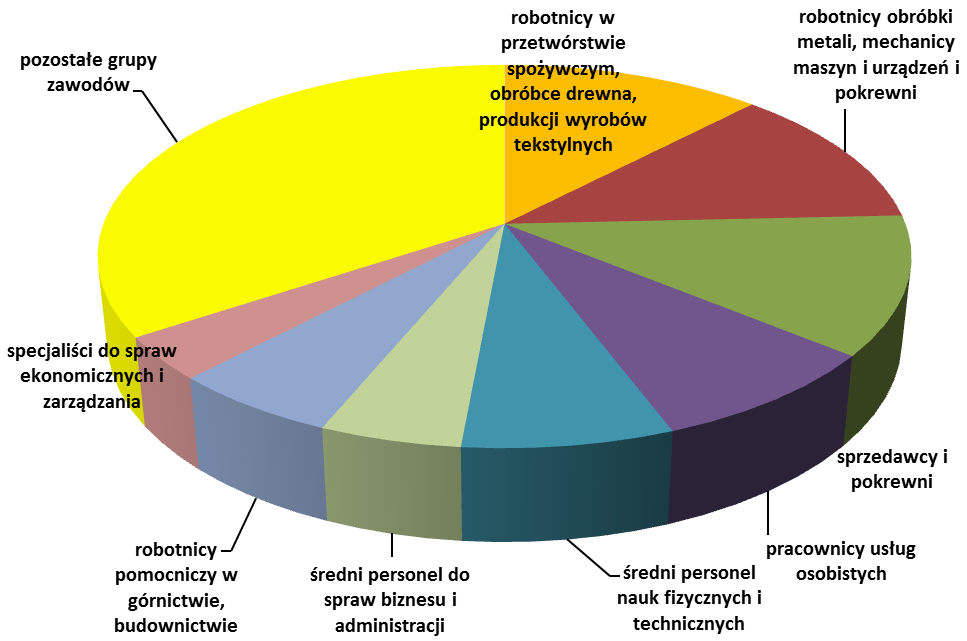 robotnicy w
przetwórstwie
spożywczym,
obróbce drewna,
produkcji wyrobów
tekstylnych
robotnicy obróbki
metali, mechanicy
maszyn i urządzeń i
pokrewni
pozostałe grupy
zawodów
specjaliści do spraw
ekonomicznych i
zarządzania
sprzedawcy i
pokrewni
robotnicy
pomocniczy w
górnictwie,
budownictwie
średni personel do
spraw biznesu i
administracji
średni personel
nauk fizycznych i
technicznych
pracownicy usług
osobistych